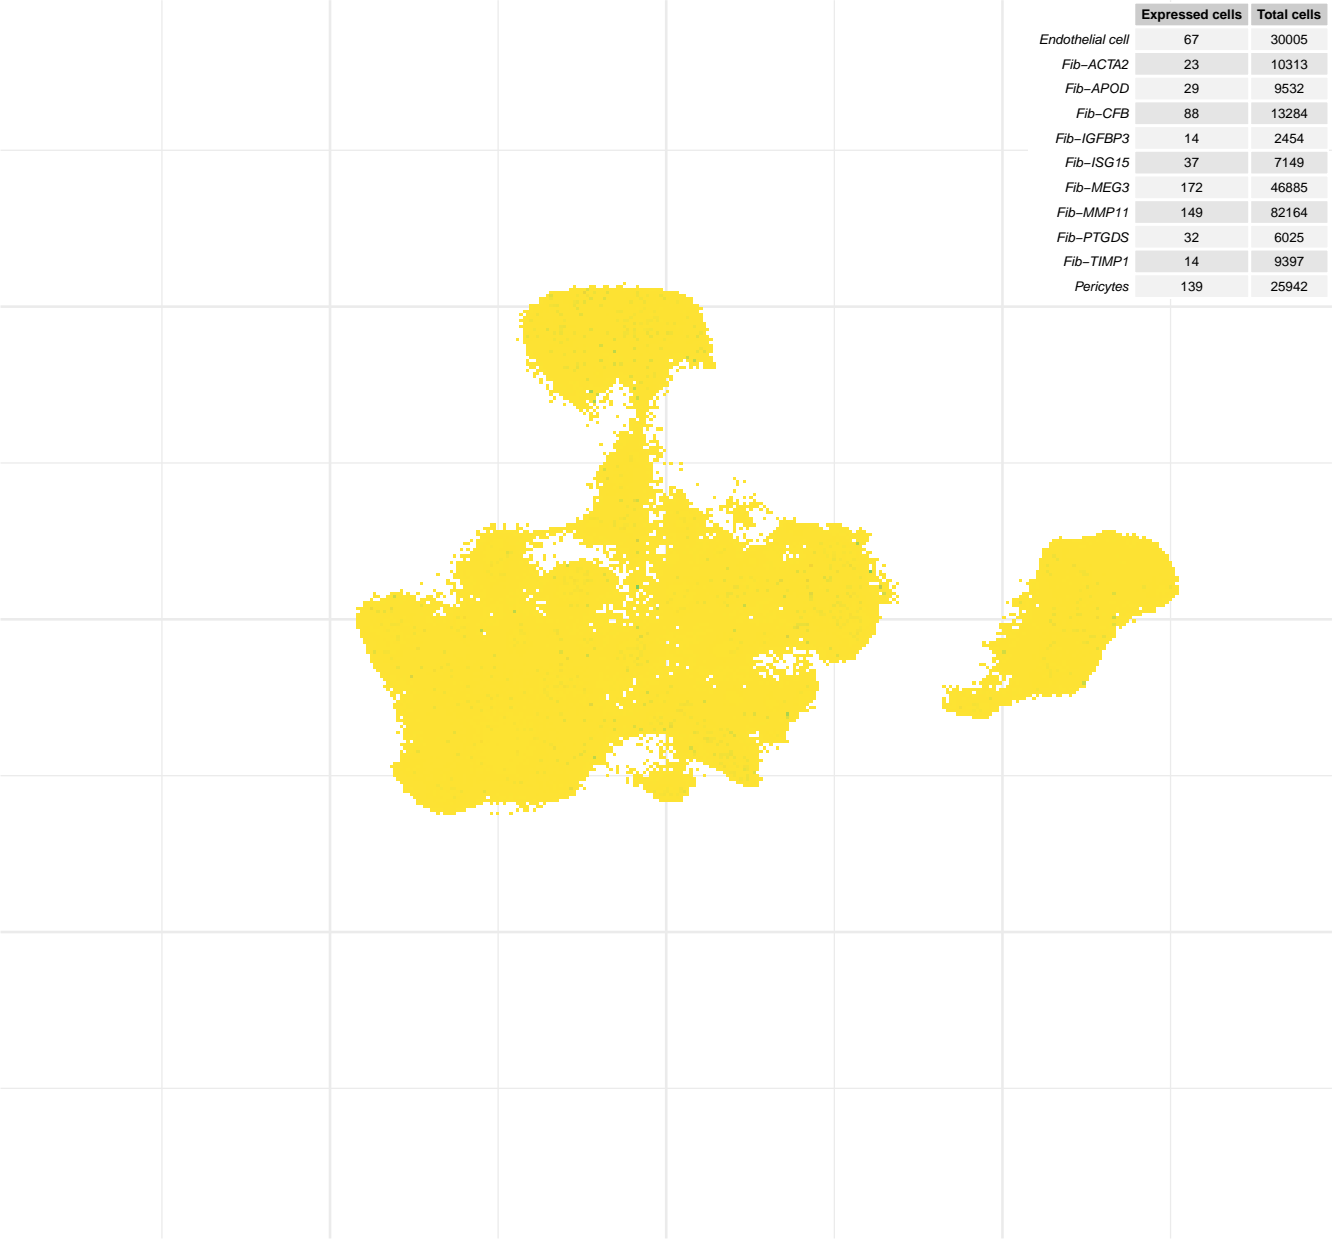 Expressed cells Total cells
Endothelial cell 67 30005
Fib−ACTA2 23 10313
Fib−APOD 29 9532
Fib−CFB 88 13284
Fib−IGFBP3 14 2454
Fib−ISG15 37 7149
Fib−MEG3 172 46885
Fib−MMP11 149 82164
Fib−PTGDS 32 6025
Fib−TIMP1 14 9397
Pericytes 139 25942